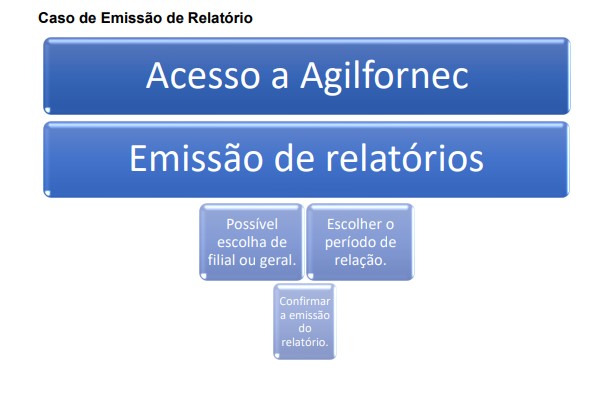 Caso de Emissão de Relatório
Acesso a Agilfornec
Emissão de relatórios
Possível
escolha de
filial ou geral.
Escolher o
período de
relação.
Confirmar
a emissão
do
relatório.